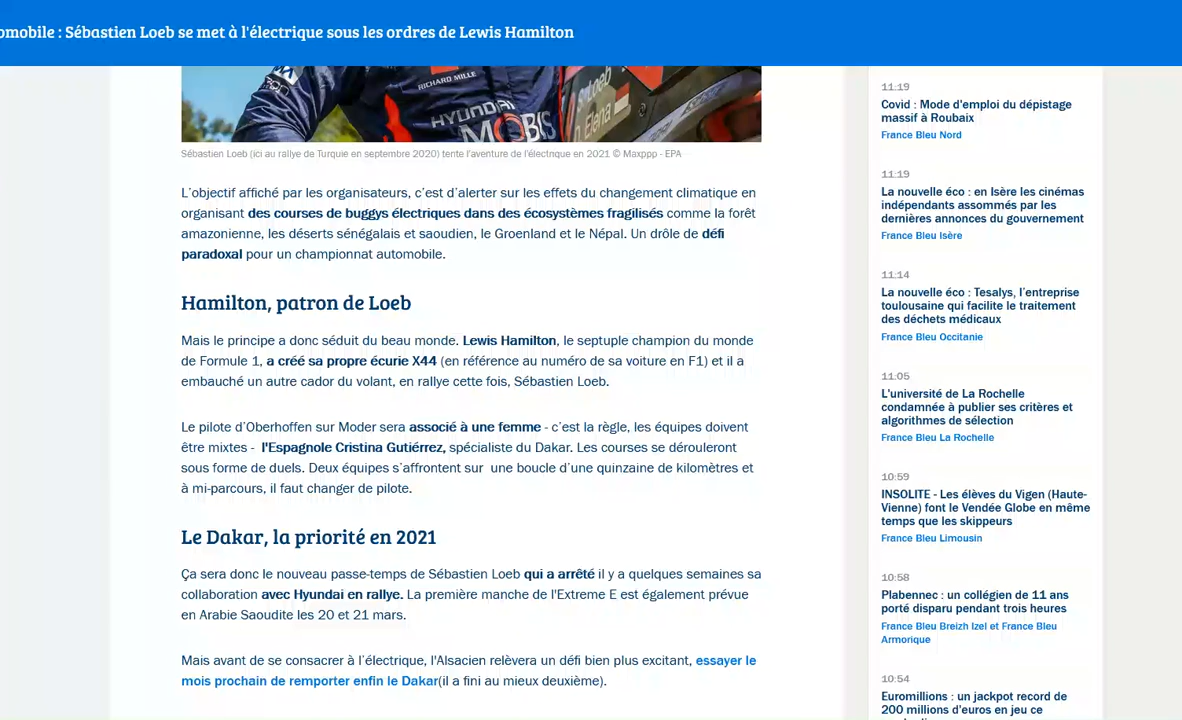 omobile : Sébastien Loeb se met à l'électrique sous les ordres de Lewis Hamilton
RICHARD MILLE
HYUNDAI
MOBIS
Loeb
Elena
Sébastien Loeb (ici au rallye de Turquie en septembre 2020) tente l'aventure de l'électrique en 2021 © Maxppp - EPA
L’objectif affiché par les organisateurs, c’est d’alerter sur les effets du changement climatique en
organisant des courses de buggys électriques dans des écosystèmes fragilisés comme la forêt
amazonienne, les déserts sénégalais et saoudien, le Groenland et le Népal. Un drôle de défi
paradoxal pour un championnat automobile.
Hamilton, patron de Loeb
Mais le principe a donc séduit du beau monde. Lewis Hamilton, le septuple champion du monde
de Formule 1, a créé sa propre écurie X44 (en référence au numéro de sa voiture en F1) et il a
embauché un autre cador du volant, en rallye cette fois, Sébastien Loeb.
Le pilote d’Oberhoffen sur Moder sera associé à une femme - c’est la règle, les équipes doivent
être mixtes - l'Espagnole Cristina Gutiérrez, spécialiste du Dakar. Les courses se dérouleront
sous forme de duels. Deux équipes s’affrontent sur une boucle d’une quinzaine de kilomètres et
à mi-parcours, il faut changer de pilote.
Le Dakar, la priorité en 2021
Ça sera donc le nouveau passe-temps de Sébastien Loeb qui a arrêté il y a quelques semaines sa
collaboration avec Hyundai en rallye. La première manche de l'Extreme E est également prévue
en Arabie Saoudite les 20 et 21 mars.
Mais avant de se consacrer à l’électrique, l'Alsacien relèvera un défi bien plus excitant, essayer le
mois prochain de remporter enfin le Dakar(il a fini au mieux deuxième).
11:19
Covid : Mode d'emploi du dépistage
massif à Roubaix
France Bleu Nord
11:19
La nouvelle éco : en Isère les cinémas
indépendants assommés par les
dernières annonces du gouvernement
France Bleu Isère
11:14
La nouvelle éco : Tesalys, l’entreprise
toulousaine qui facilite le traitement
des déchets médicaux
France Bleu Occitanie
11:05
L'université de La Rochelle
condamnée à publier ses critères et
algorithmes de sélection
France Bleu La Rochelle
10:59
INSOLITE - Les élèves du Vigen (Haute-
Vienne) font le Vendée Globe en même
temps que les skippeurs
France Bleu Limousin
10:58
Plabennec : un collégien de 11 ans
porté disparu pendant trois heures
France Bleu Breizh Izel et France Bleu
Armorique
10:54
Euromillions : un jackpot record de
200 millions d'euros en jeu ce